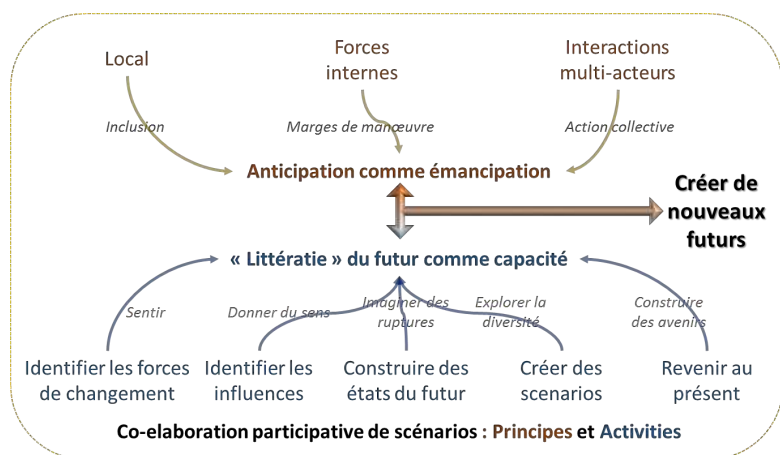 Local
Forces
internes
Interactions
multi-acteurs
Inclusion
Marges de manœuvre
Action collective
Anticipation comme émancipation
Créer de
nouveaux
futurs
« Littératie » du futur comme capacité
Sentir
Donner du sens
Imaginer des
ruptures
Explorer la
diversité
Construire
des avenirs
Identifier les forces
de changement
Identifier les
influences
Construire des
états du futur
Créer des
scenarios
Revenir au
présent
Co-elaboration participative de scénarios : Principes et Activities